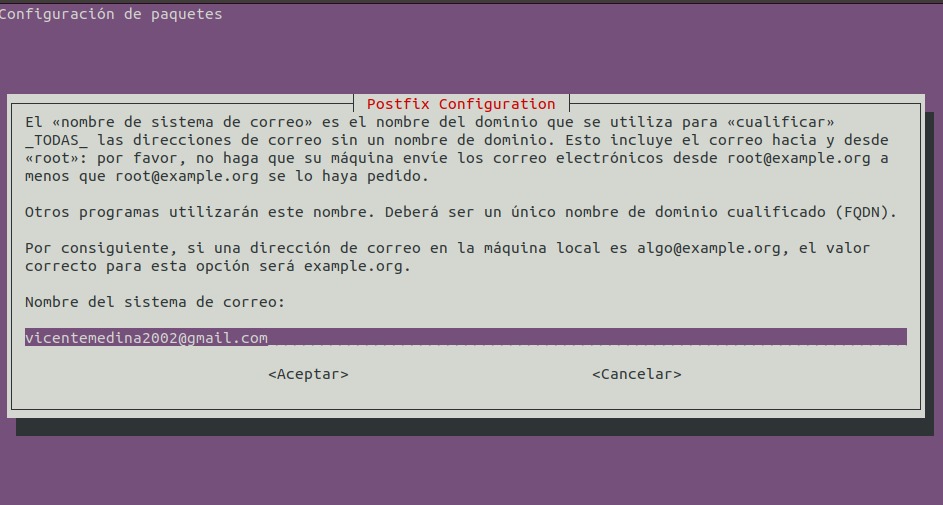 Configuración de paquetes
Postfix Configuration
El «nombre de sistema de correo» es el nombre del dominio que se utiliza para «cualificar»
_TODAS_ las direcciones de correo sin un nombre de dominio. Esto incluye el correo hacia y desde
«root»: por favor, no haga que su máquina envíe los correo electrónicos desde root@example.org a
menos que root@example.org se lo haya pedido.
Otros programas utilizarán este nombre. Deberá ser un único nombre de dominio cualificado (FQDN).
Por consiguiente, si una dirección de correo en la máquina local es algo@example.org, el valor
correcto para esta opción será example.org.
Nombre del sistema de correo:
vicentemedina2002@gmail.com
<Aceptar> <Cancelar>